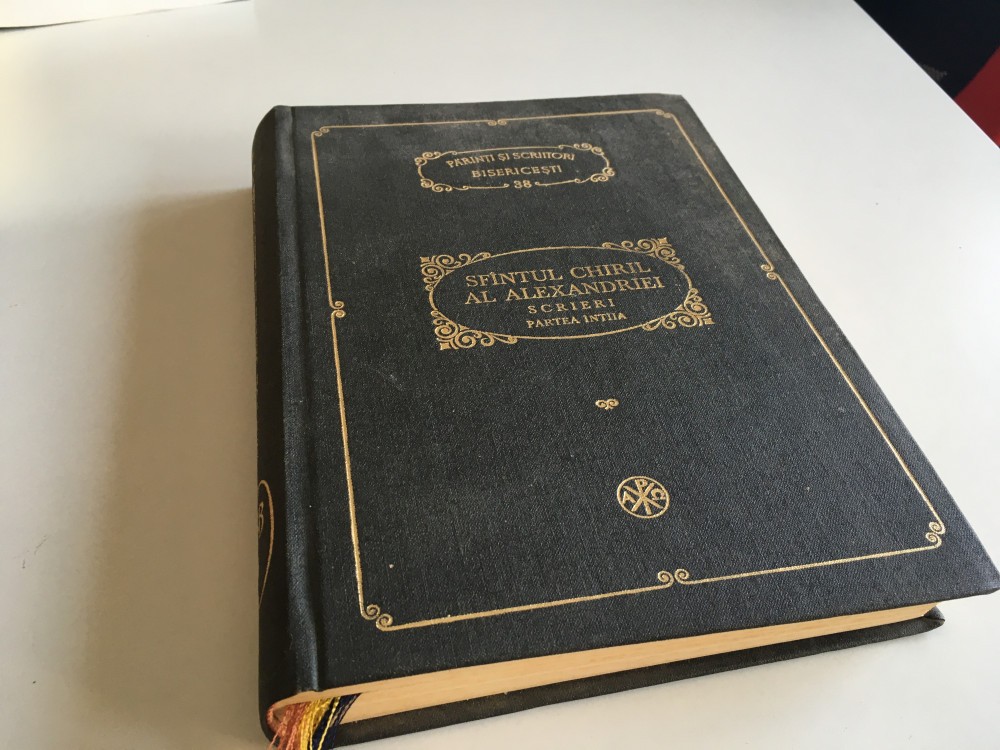 PĂRINȚI ȘI SCRIITORI
BISERICEȘTI
38
SFÎNTUL CHIRIL
AL ALEXANDRIEI
SCRIERI
PARTEA ÎNTÎIA
A P Ω